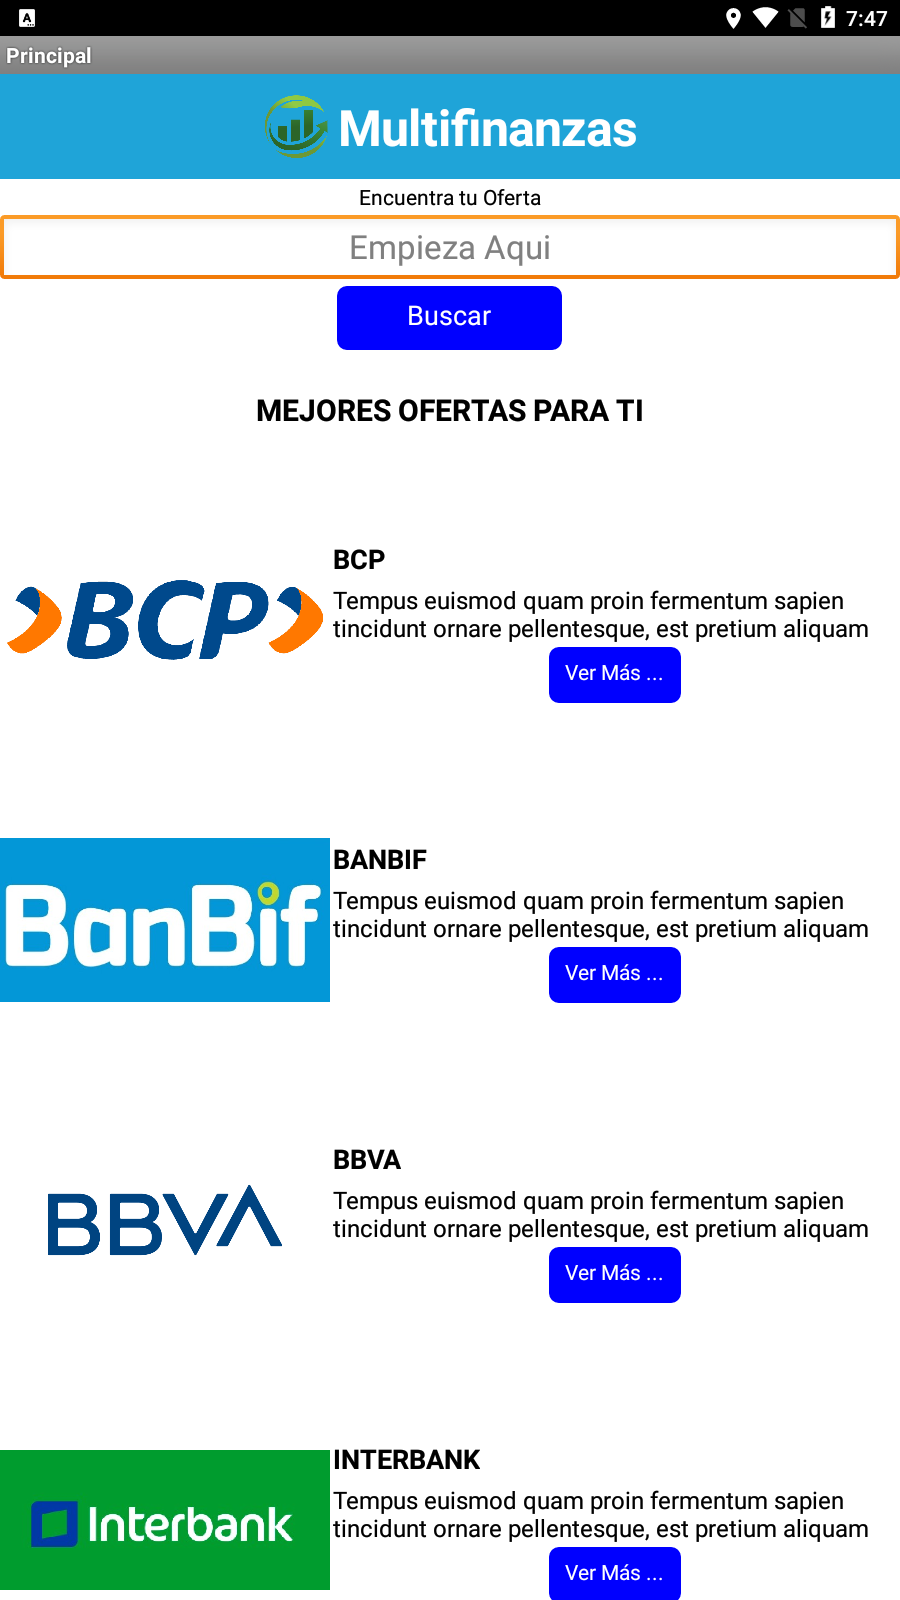 7:47
Principal
Multifinanzas
Encuentra tu Oferta
Empieza Aqui
Buscar
MEJORES OFERTAS PARA TI
BCP
BCP
Tempus euismod quam proin fermentum sapien
tincidunt ornare pellentesque, est pretium aliquam
Ver Más ...
BanBif
BANBIF
Tempus euismod quam proin fermentum sapien
tincidunt ornare pellentesque, est pretium aliquam
Ver Más ...
BBVA
BBVA
Tempus euismod quam proin fermentum sapien
tincidunt ornare pellentesque, est pretium aliquam
Ver Más ...
Interbank
INTERBANK
Tempus euismod quam proin fermentum sapien
tincidunt ornare pellentesque, est pretium aliquam
Ver Más ...